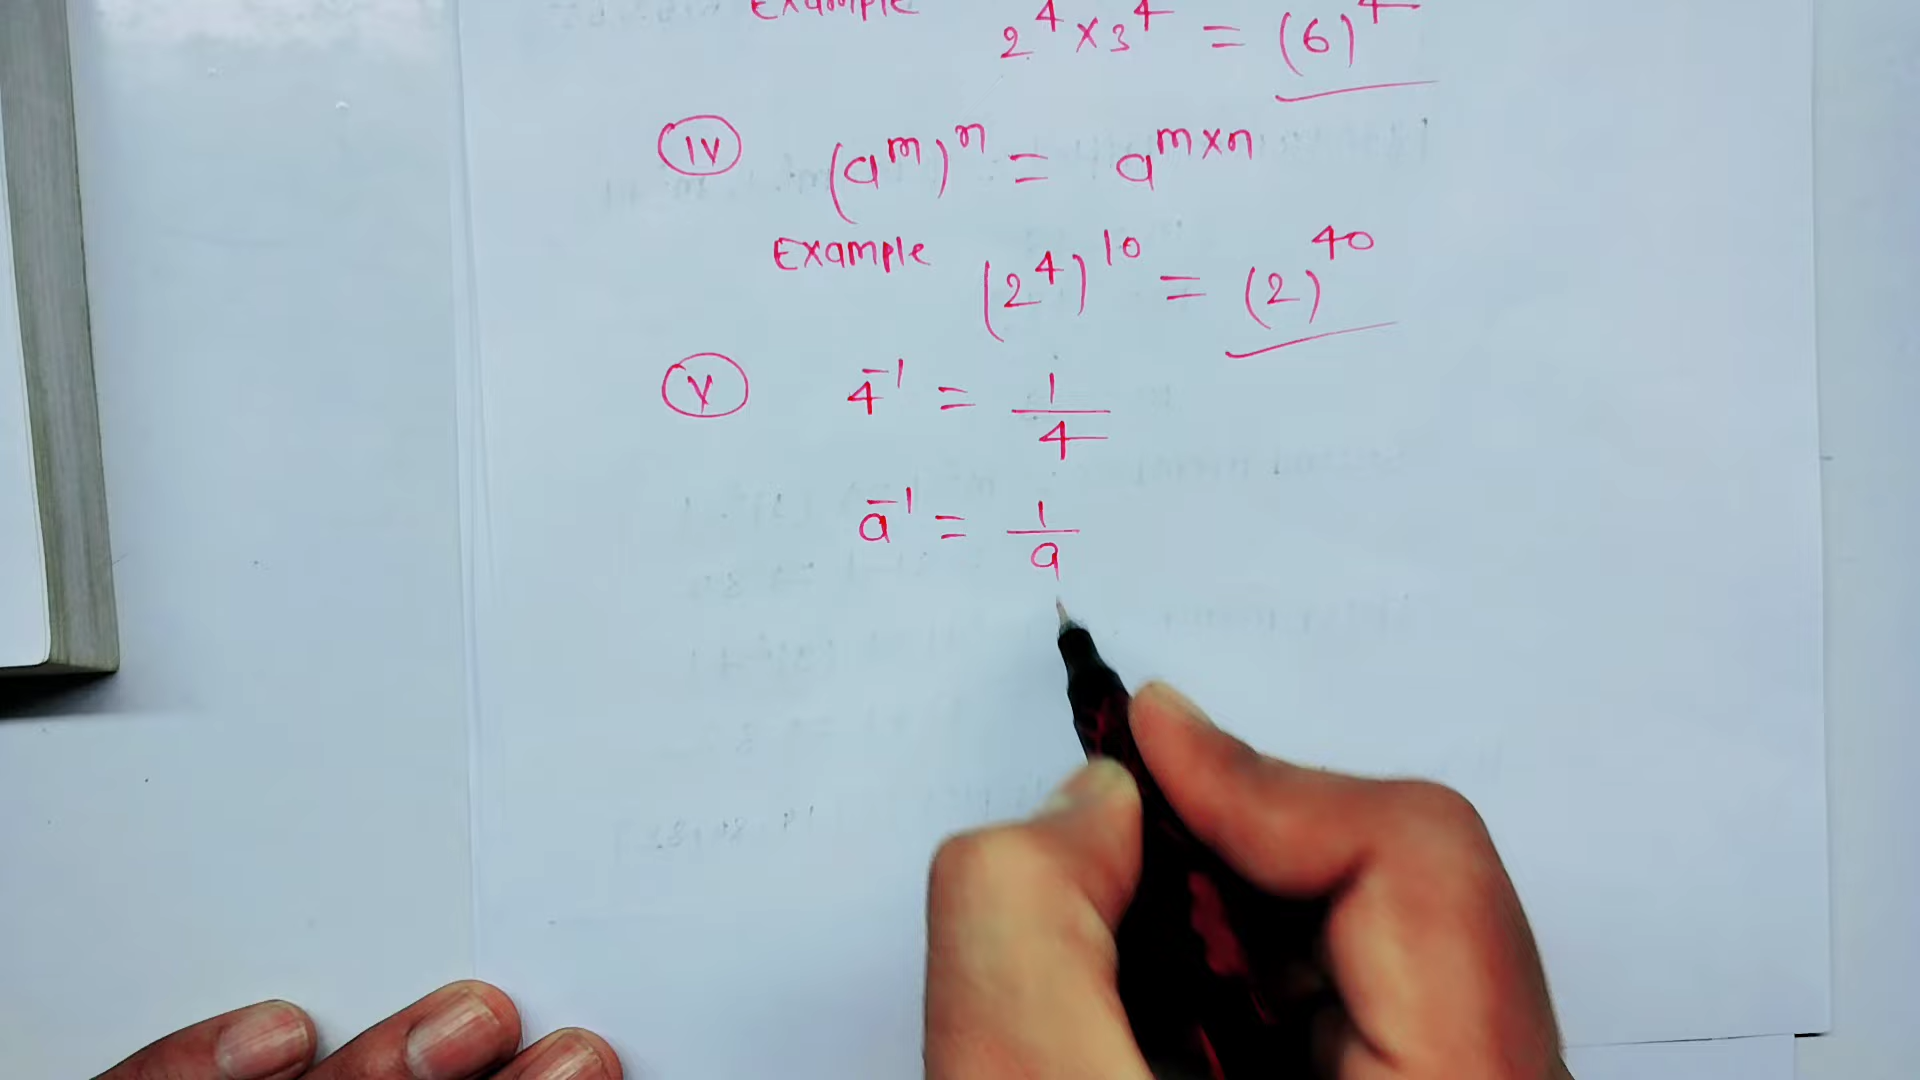 Example
2⁴ × 3⁴ = (6)⁴
(iv) (aᵐ)ⁿ = aᵐˣⁿ
Example (2⁴)¹⁰ = (2)⁴⁰
(v) 4⁻¹ = 1/4
a⁻¹ = 1/a